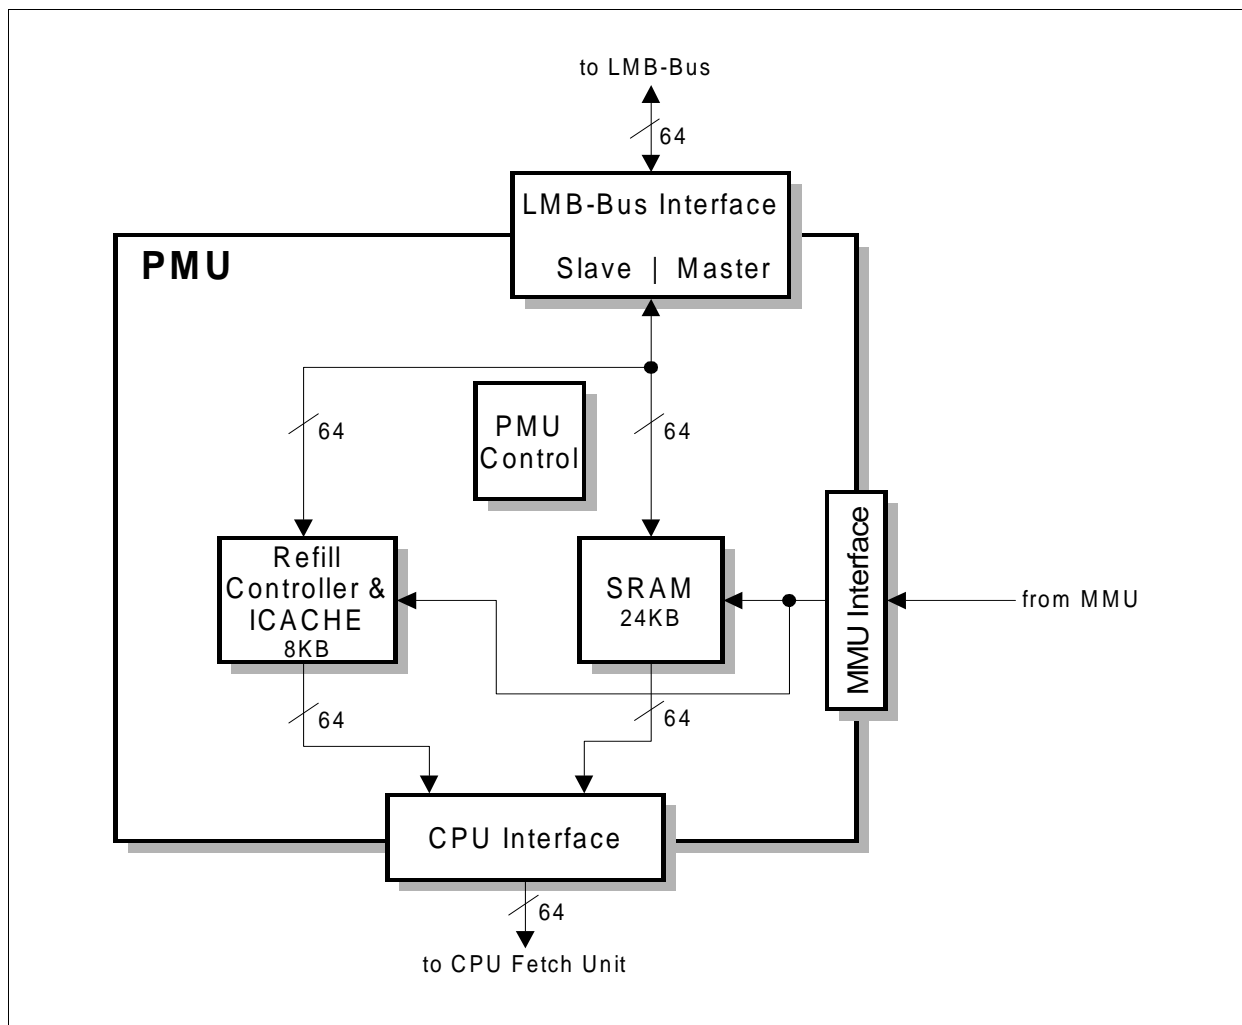 to LMB-Bus
64
LMB-Bus Interface
Slave | Master
PMU
64
PMU
Control
64
Refill
Controller &
ICACHE
8KB
SRAM
24KB
MMU Interface
from MMU
64
64
CPU Interface
64
to CPU Fetch Unit